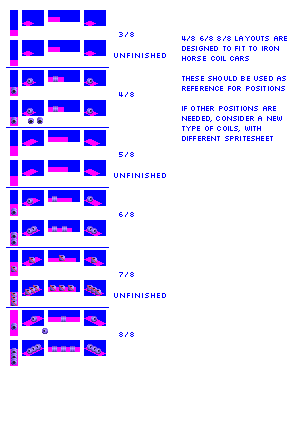 3/8
UNFINISHED
4/8
5/8
UNFINISHED
6/8
7/8
UNFINISHED
8/8
4/8 6/8 8/8 LAYOUTS ARE
DESIGNED TO FIT TO IRON
HORSE COIL CARS
THESE SHOULD BE USED AS
REFERENCE FOR POSITIONS
IF OTHER POSITIONS ARE
NEEDED, CONSIDER A NEW
TYPE OF COILS, WITH
DIFFERENT SPRITESHEET